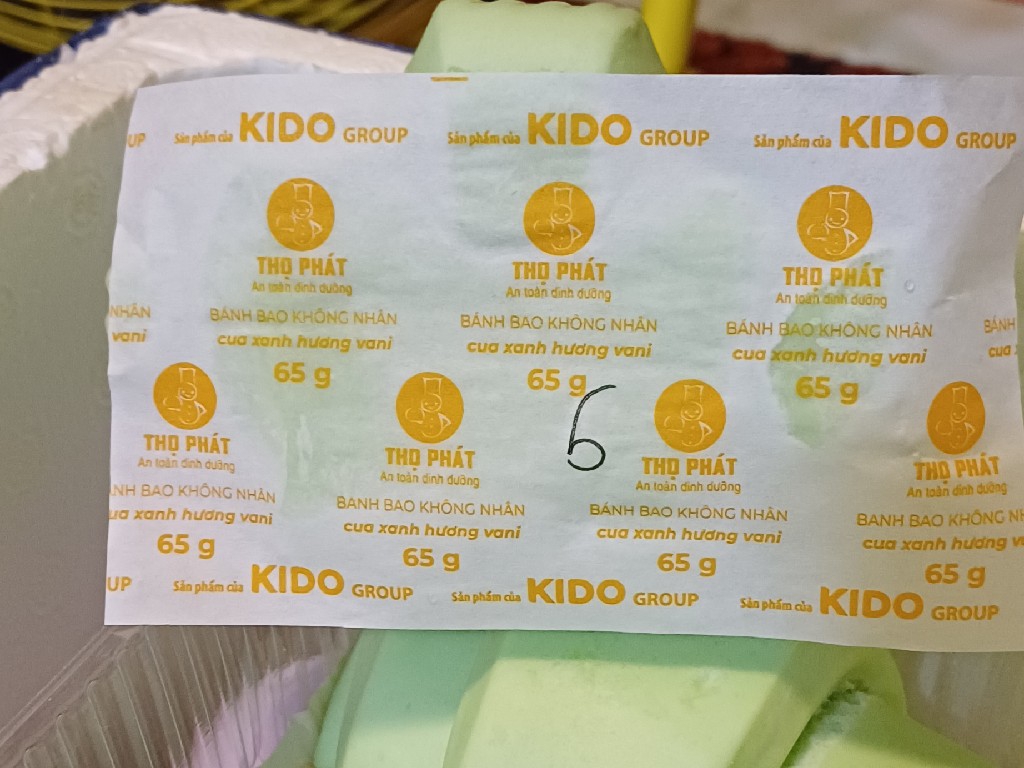 UP Sản phẩm của KIDO GROUP Sản phẩm của KIDO GROUP Sản phẩm của KIDO GROUP
THỌ PHÁT THỌ PHÁT THỌ PHÁT
An toàn dinh dưỡng An toàn dinh dưỡng An toàn dinh dưỡng
NHÂN BÁNH BAO KHÔNG NHÂN BÁNH BAO KHÔNG NHÂN BÁNH BAO KHÔNG NHÂN BÁNH
vani cua xanh hương vani cua xanh hương vani cua xanh hương vani cua
65 g 65 g 65 g
6
THỌ PHÁT THỌ PHÁT THỌ PHÁT THỌ PHÁT
An toàn dinh dưỡng An toàn dinh dưỡng An toàn dinh dưỡng An toàn dinh dưỡng
NH BAO KHÔNG NHÂN BÁNH BAO KHÔNG NHÂN BÁNH BAO KHÔNG NHÂN BÁNH BAO KHÔNG NH
ua xanh hương vani cua xanh hương vani cua xanh hương vani cua xanh hương v
65 g 65 g 65 g 65 g
UP Sản phẩm của KIDO GROUP Sản phẩm của KIDO GROUP Sản phẩm của KIDO GROUP